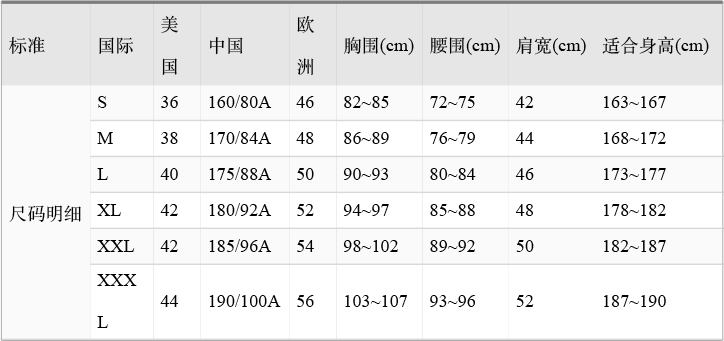 标准 国际 美国 中国 欧洲 胸围(cm) 腰围(cm) 肩宽(cm) 适合身高(cm)
尺码明细
S 36 160/80A 46 82~85 72~75 42 163~167
M 38 170/84A 48 86~89 76~79 44 168~172
L 40 175/88A 50 90~93 80~84 46 173~177
XL 42 180/92A 52 94~97 85~88 48 178~182
XXL 42 185/96A 54 98~102 89~92 50 182~187
XXXL 44 190/100A 56 103~107 93~96 52 187~190